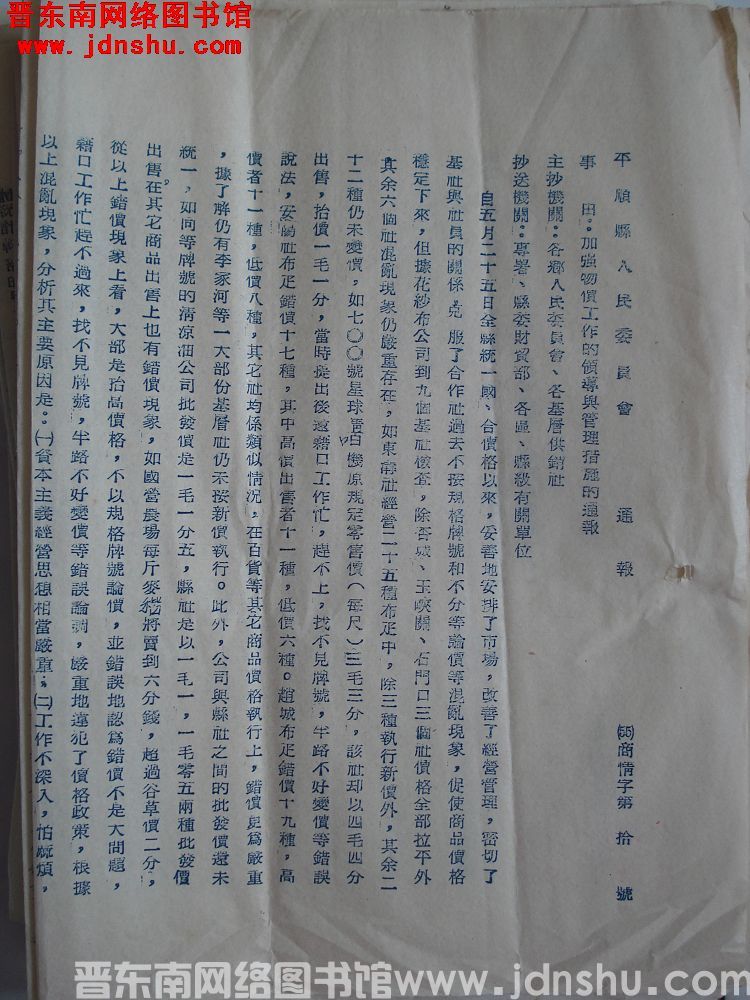 晋东南网络图书馆
www.jdnshu.com
平順縣人民委員會　通報　(55)商情字第拾號
事　由：加强物價工作的領導與管理措施的通報
主抄機關：各鄉人民委員會、各基層供銷社
抄送機關：專署、縣委財貿部、各區、縣級有關單位
自五月二十五日全縣統一國、合價格以來，妥善地安排了市場，改善了經營管理，密切了
基社與社員的關係，克服了合作社過去不按規格牌號和不分等論價等混亂現象，促使商品價格
穩定下來，但據花紗布公司到九個基社檢查，除杏城、玉峽關、石門口三個社價格全部拉平外
其余六個社混亂現象仍嚴重存在，如東溝社經營二十五種布疋中，除三種執行新價外，其余二
十二種仍未變價，如七〇〇號星球賣白機原規定零售價（每尺）三毛三分，該社却以四毛四分
出售，抬價一毛一分，當時提出後還藉口工作忙，趕不上，找不見牌號，半路不好變價等錯誤
說法，安陽社布疋錯價十七種，其中高價出售者十一種，低價六種。趙城布疋錯價十九種，高
價者十一種，低價八種，其它社均係類似情況，在百貨等其它商品價格執行上，錯價更為嚴重
，據了解仍有李家河等一大部份基層社仍未按新價執行。此外，公司與縣社之間的批發價還未
統一，如同等牌號的清凉油公司批發價是一毛一分五，縣社是以一毛一，一毛零五兩種批發價
出售在其它商品出售上也有錯價現象，如國營農場每斤麥𥺁將賣到六分錢，超過谷草價二分，
從以上錯價現象上看，大部是抬高價格，不以規格牌號論價，並錯誤地認爲錯價不是大問題，
藉口工作忙趕不過來，找不見牌號，半路不好變價等錯誤論調，嚴重地違犯了價格政策，根據
以上混亂現象，分析其主要原因是：㈠資本主義經營思想相當嚴重；㈡工作不深入，怕麻煩，
晋东南网络图书馆www.jdnshu.com